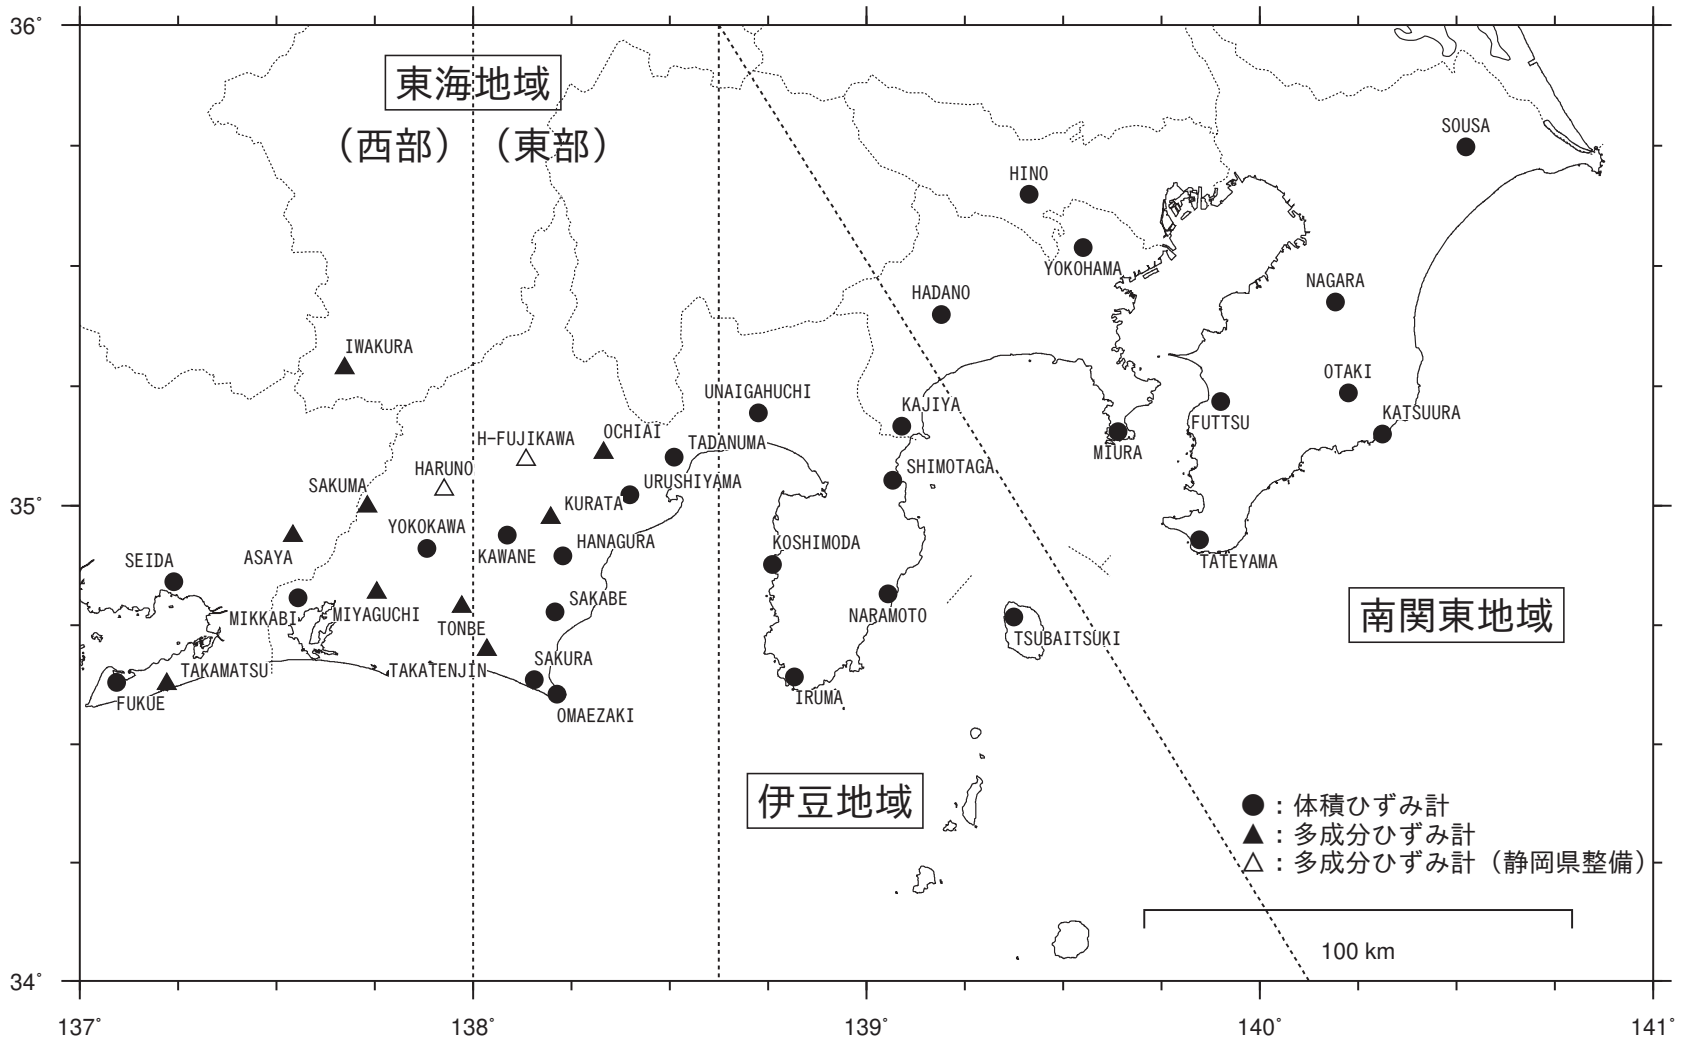 36°
東海地域
（西部）
（東部）
SOUSA
HINO
YOKOHAMA
HADANO
NAGARA
IWAKURA
OTAKI
UNAIGAHUCHI
KAJIYA
KATSUURA
FUTTSU
H-FUJIKAWA
OCHIAI
TADANUMA
MIURA
HARUNO
SHIMOTAGA
SAKUMA
URUSHIYAMA
35°
KURATA
YOKOKAWA
ASAYA
KAWANE
HANAGURA
KOSHIMODA
SEIDA
TATEYAMA
SAKABE
MIKKABI
MIYAGUCHI
NARAMOTO
南関東地域
TONBE
TSUBAITSUKI
SAKURA
TAKAMATSU
TAKATENJIN
FUKUE
IRUMA
OMAEZAKI
伊豆地域
：体積ひずみ計
：多成分ひずみ計
：多成分ひずみ計（静岡県整備）
100 km
34°
137°
138°
139°
140°
141°